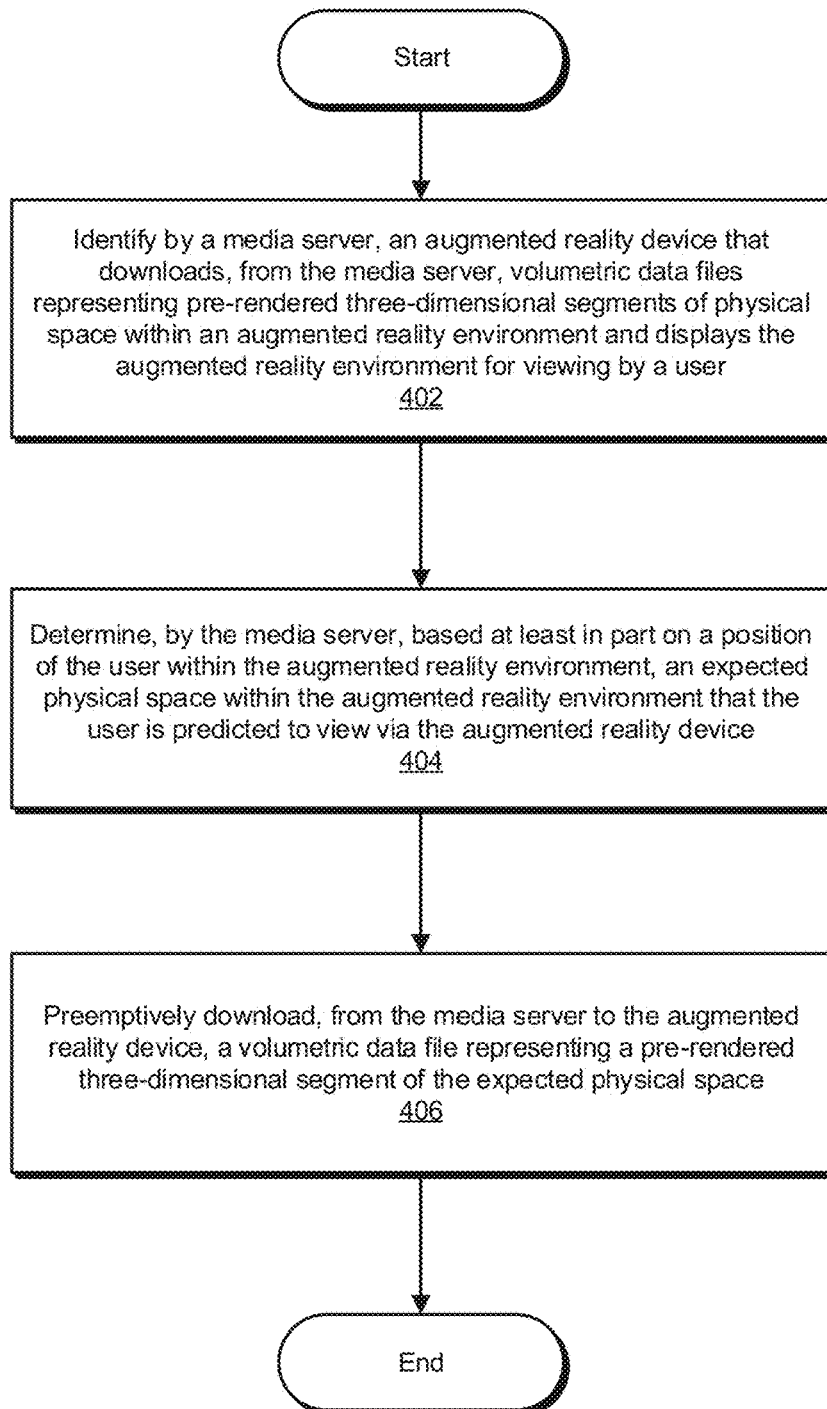 Start
Identify by a media server, an augmented reality device that
downloads, from the media server, volumetric data files
representing pre-rendered three-dimensional segments of physical
space within an augmented reality environment and displays the
augmented reality environment for viewing by a user
402
Determine, by the media server, based at least in part on a position
of the user within the augmented reality environment, an expected
physical space within the augmented reality environment that the
user is predicted to view via the augmented reality device
404
Preemptively download, from the media server to the augmented
reality device, a volumetric data file representing a pre-rendered
three-dimensional segment of the expected physical space
406
End